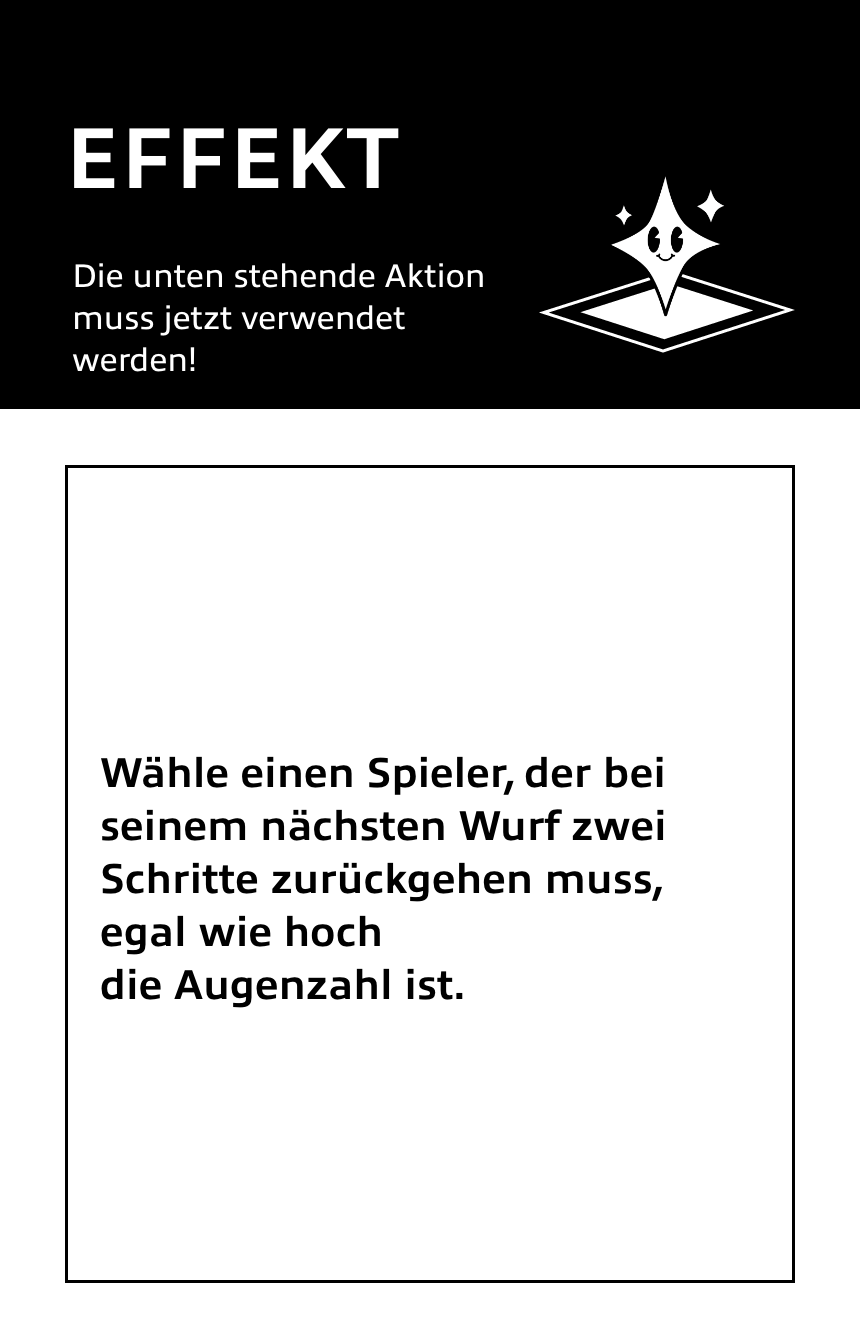 EFFEKT
Die unten stehende Aktion
muss jetzt verwendet
werden!
Wähle einen Spieler, der bei
seinem nächsten Wurf zwei
Schritte zurückgehen muss,
egal wie hoch
die Augenzahl ist.